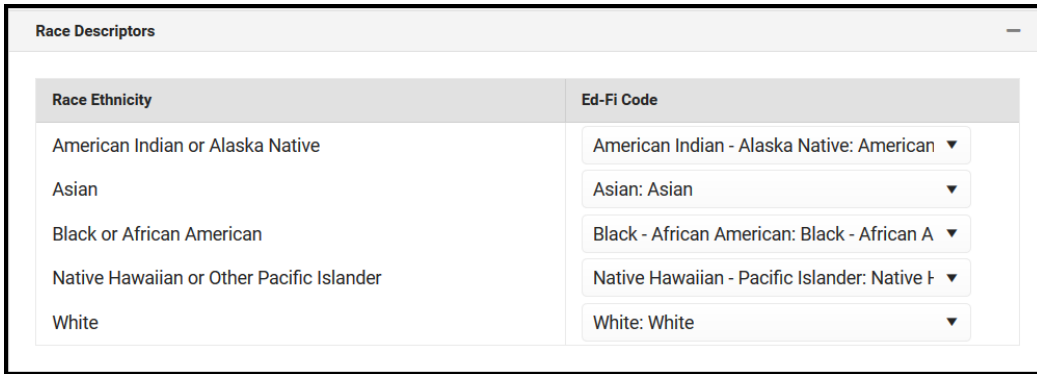 Race Descriptors
Race Ethnicity Ed-Fi Code
American Indian or Alaska Native American Indian - Alaska Native: American
Asian Asian: Asian
Black or African American Black - African American: Black - African A
Native Hawaiian or Other Pacific Islander Native Hawaiian - Pacific Islander: Native
White White: White